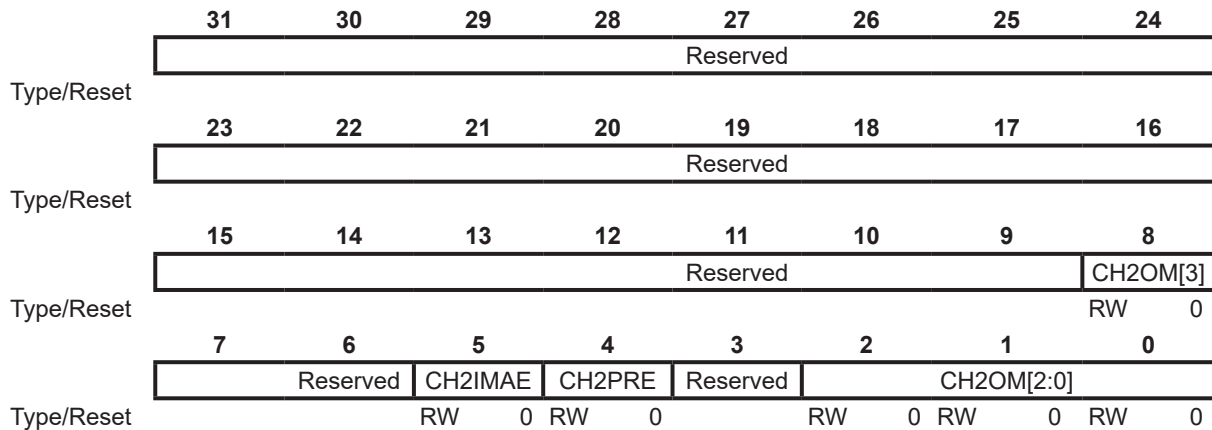 31 30 29 28 27 26 25 24
Reserved
Type/Reset
23 22 21 20 19 18 17 16
Reserved
Type/Reset
15 14 13 12 11 10 9 8
Reserved CH2OM[3]
Type/Reset RW 0
7 6 5 4 3 2 1 0
Reserved CH2IMAE CH2PRE Reserved CH2OM[2:0]
Type/Reset RW 0 RW 0 RW 0 RW 0 RW 0